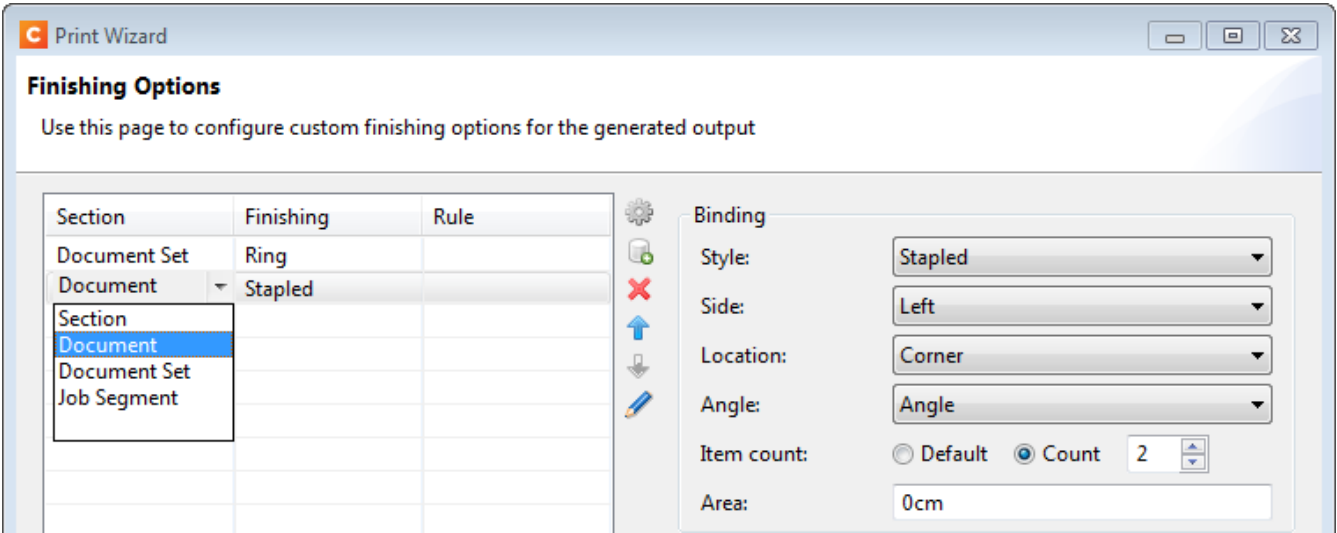 C Print Wizard
Finishing Options
Use this page to configure custom finishing options for the generated output
Section Finishing Rule
Document Set Ring
Document Stapled
Section
Document
Document Set
Job Segment
Binding
Style: Stapled
Side: Left
Location: Corner
Angle: Angle
Item count: Default Count 2
Area: 0cm